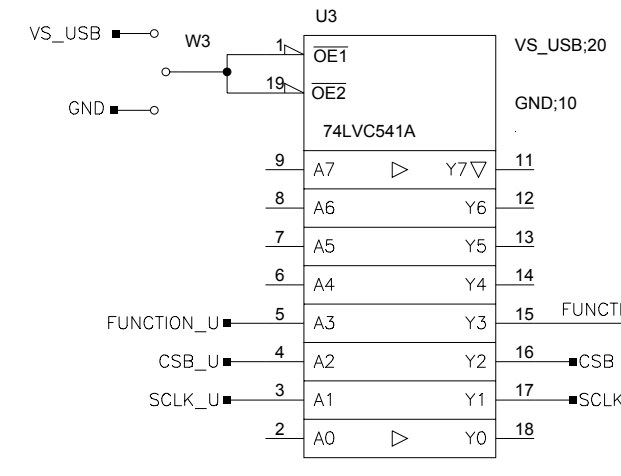 U3
VS_USB
W3
1
OE1
VS_USB;20
19
OE2
GND
GND;10
74LVC541A
9 A7 Y7 11
8 A6 Y6 12
7 A5 Y5 13
6 A4 Y4 14
FUNCTION_U 5 A3 Y3 15 FUNCTI
CSB_U 4 A2 Y2 16 CSB
SCLK_U 3 A1 Y1 17 SCLK
2 A0 Y0 18